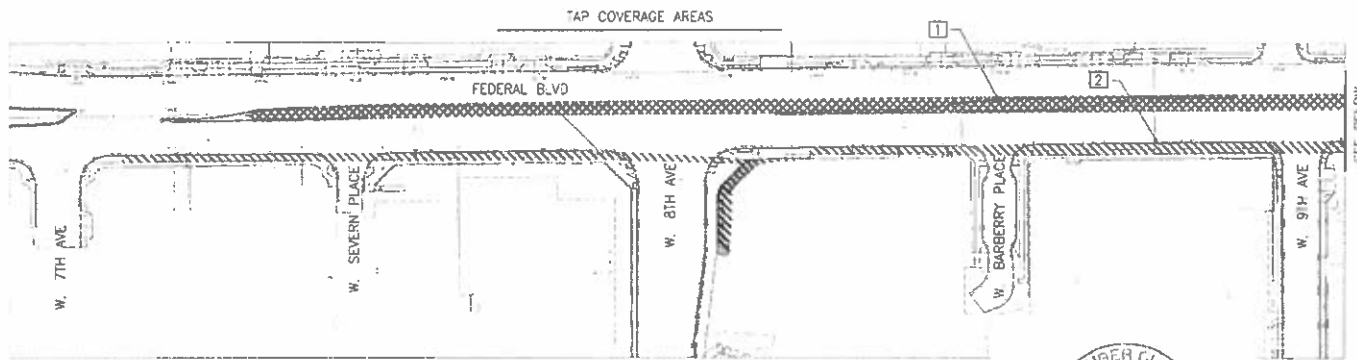 TAP COVERAGE AREAS
1
2
FEDERAL BLVD
W. 7TH AVE
W. SEVERN PLACE
W. 8TH AVE
W BARBERRY PLACE
W. 9TH AVE